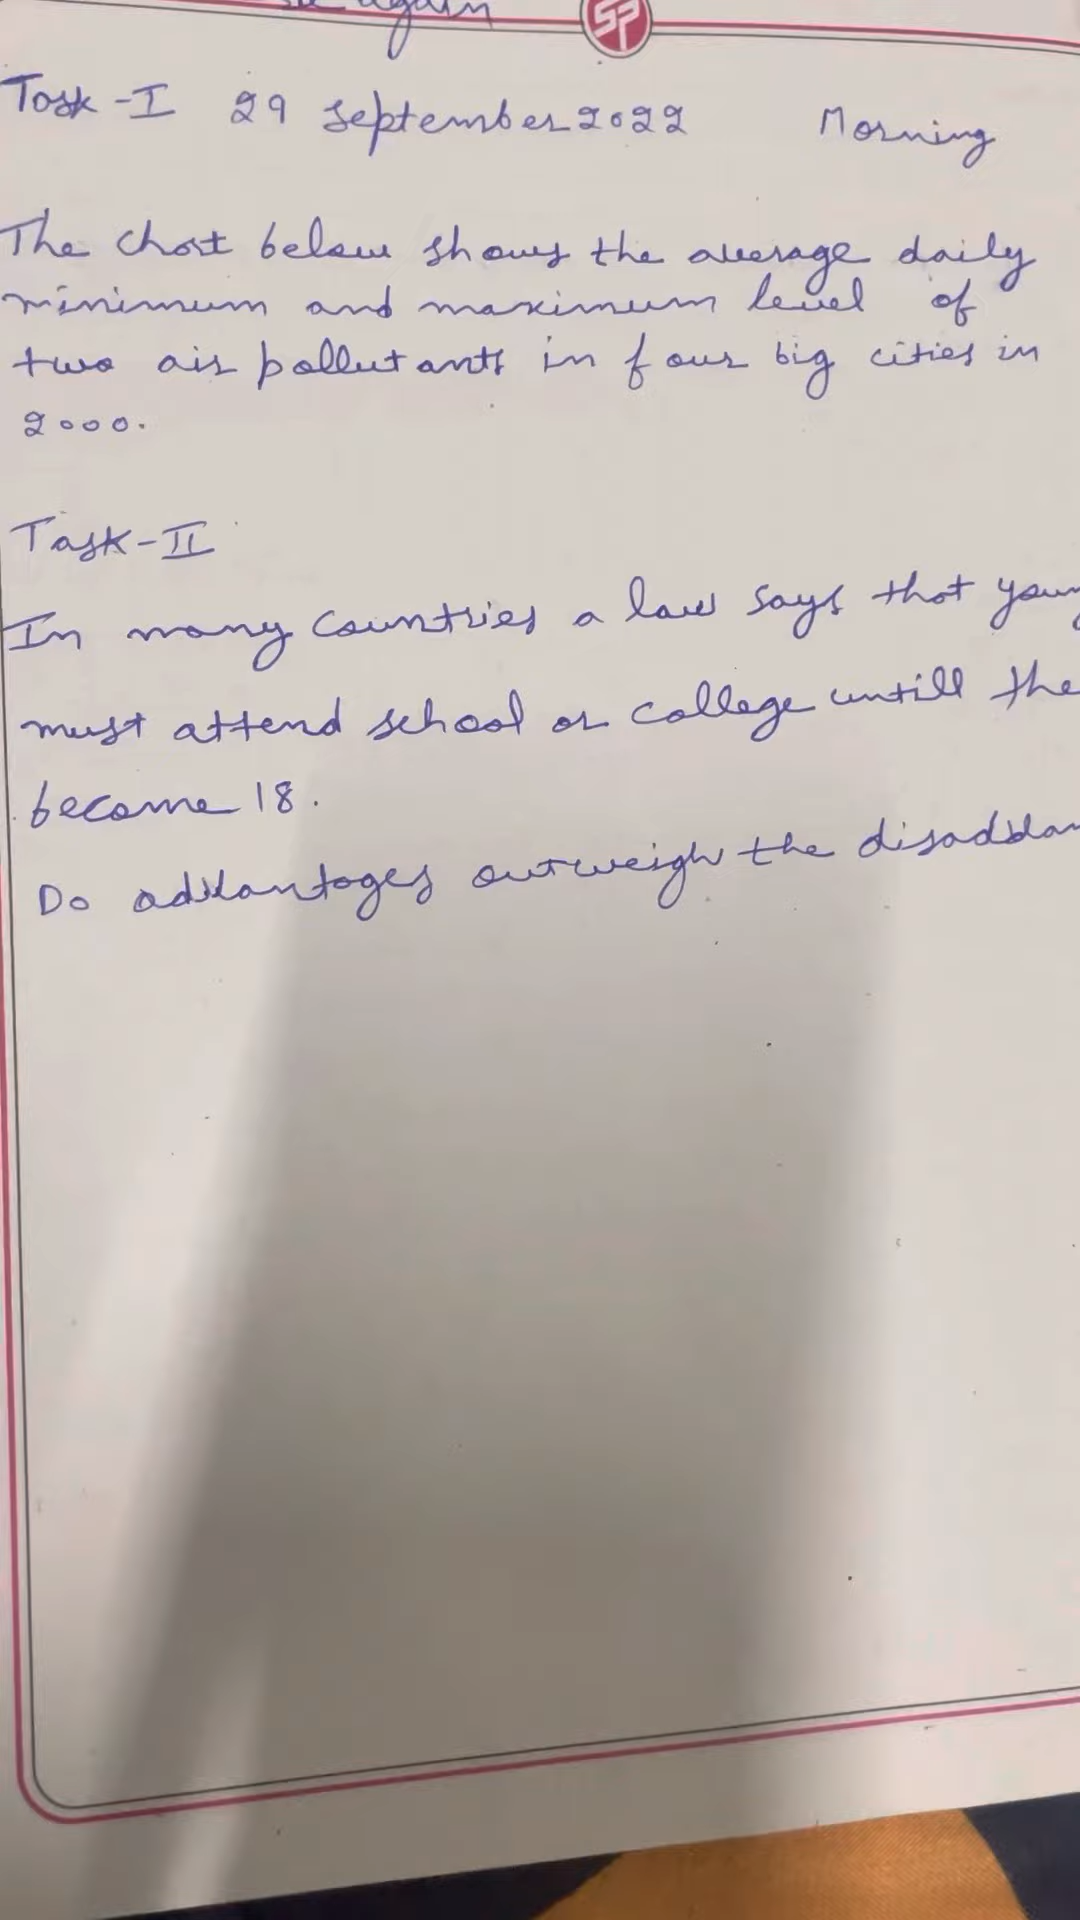 again
SP
Task-I 29 September 2022 Morning
The chart below shows the average daily
minimum and maximum level of
two air pollutants in four big cities in
2000.
Task-II
In many countries a law says that
must attend school or college untill the
become 18.
Do advantages outweigh the